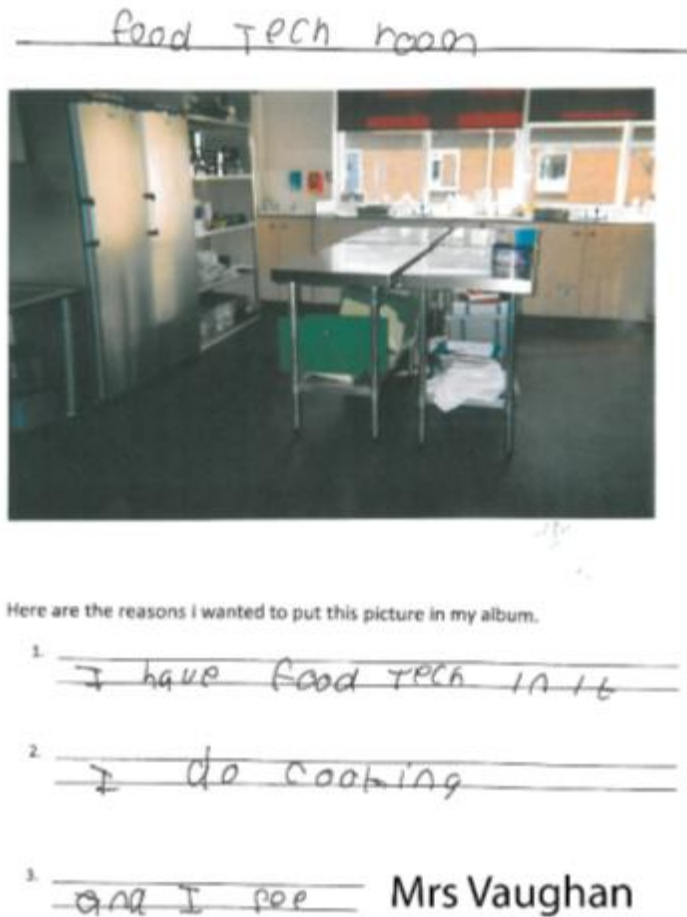 food Tech room
Here are the reasons i wanted to put this picture in my album.
1. I have food Tech in it
2. I do cooking
3. and I see Mrs Vaughan